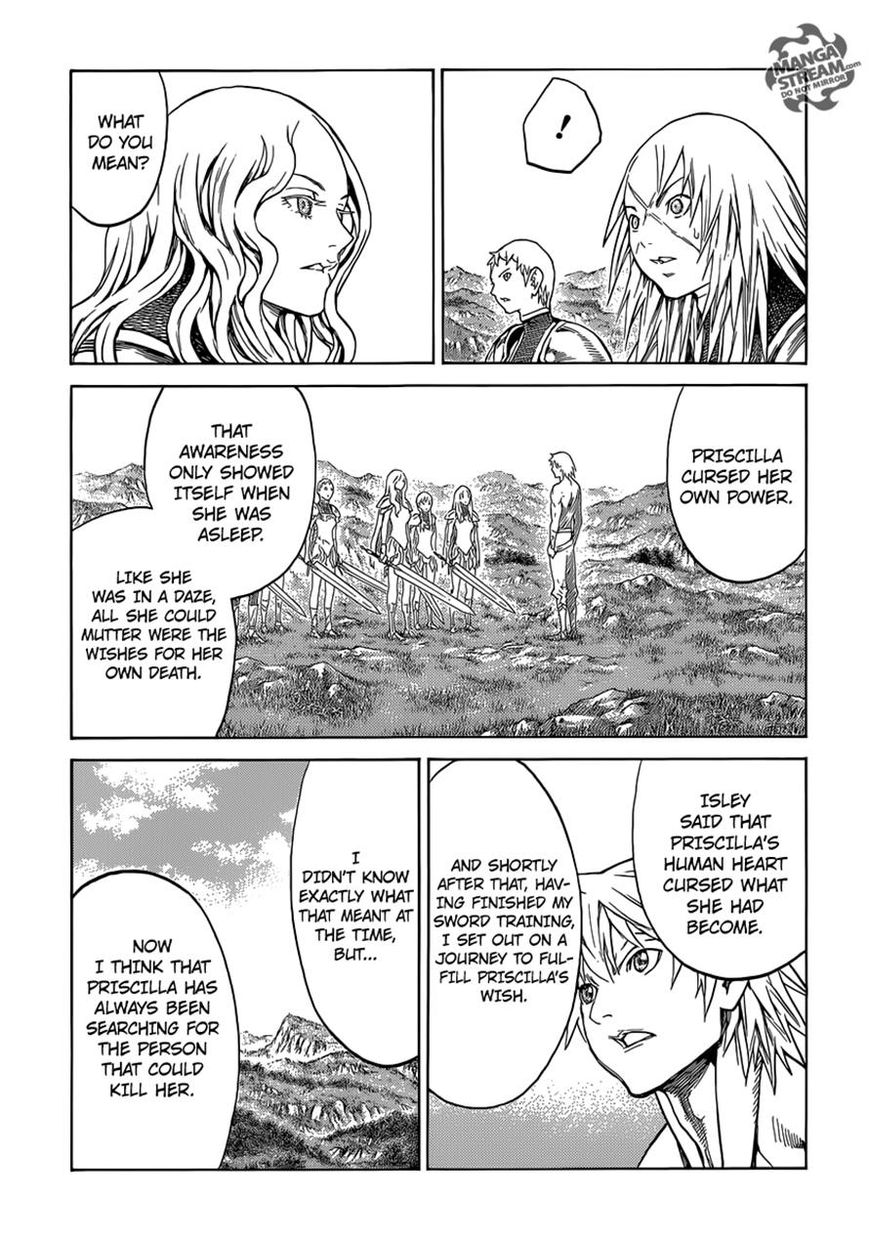 MANGA
STREAM.com
DO NOT MIRROR
!
WHAT
DO YOU
MEAN?
PRISCILLA
CURSED HER
OWN POWER.
THAT
AWARENESS
ONLY SHOWED
ITSELF WHEN
SHE WAS
ASLEEP.
LIKE SHE
WAS IN A DAZE,
ALL SHE COULD
MUTTER WERE THE
WISHES FOR HER
OWN DEATH.
ISLEY
SAID THAT
PRISCILLA'S
HUMAN HEART
CURSED WHAT
SHE HAD
BECOME.
AND SHORTLY
AFTER THAT, HAV-
ING FINISHED MY
SWORD TRAINING,
I SET OUT ON A
JOURNEY TO FUL-
FILL PRISCILLA'S
WISH.
I
DIDN'T KNOW
EXACTLY WHAT
THAT MEANT AT
THE TIME,
BUT...
NOW
I THINK THAT
PRISCILLA HAS
ALWAYS BEEN
SEARCHING FOR
THE PERSON
THAT COULD
KILL HER.